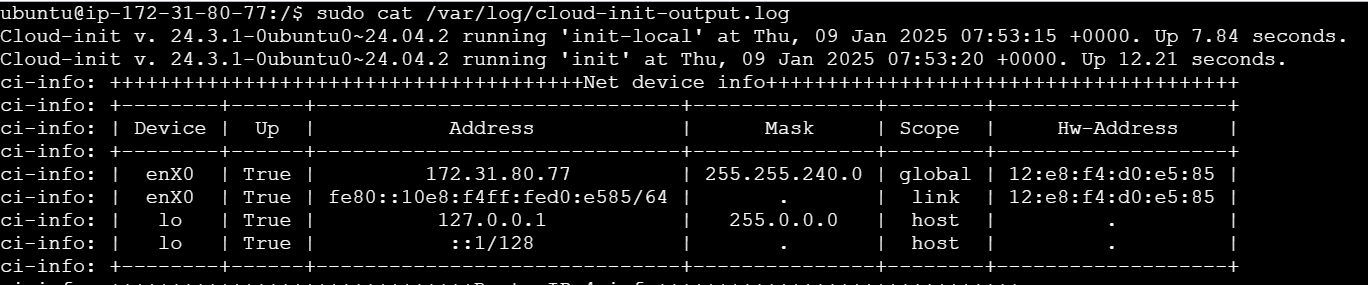 ubuntu@ip-172-31-80-77:/$ sudo cat /var/log/cloud-init-output.log
Cloud-init v. 24.3.1-0ubuntu0~24.04.2 running 'init-local' at Thu, 09 Jan 2025 07:53:15 +0000. Up 7.84 seconds.
Cloud-init v. 24.3.1-0ubuntu0~24.04.2 running 'init' at Thu, 09 Jan 2025 07:53:20 +0000. Up 12.21 seconds.
ci-info: +++++++++++++++++++++++++++++++++++++++Net device info+++++++++++++++++++++++++++++++++++++++
ci-info: +--------+------+------------------------------+---------------+--------+-------------------+
ci-info: | Device |  Up  |           Address            |      Mask     | Scope  |     Hw-Address    |
ci-info: +--------+------+------------------------------+---------------+--------+-------------------+
ci-info: |  enX0  | True |         172.31.80.77         | 255.255.240.0 | global | 12:e8:f4:d0:e5:85 |
ci-info: |  enX0  | True | fe80::10e8:f4ff:fed0:e585/64 |       .       |  link  | 12:e8:f4:d0:e5:85 |
ci-info: |   lo   | True |          127.0.0.1           |   255.0.0.0   |  host  |         .         |
ci-info: |   lo   | True |           ::1/128            |       .       |  host  |         .         |
ci-info: +--------+------+------------------------------+---------------+--------+-------------------+